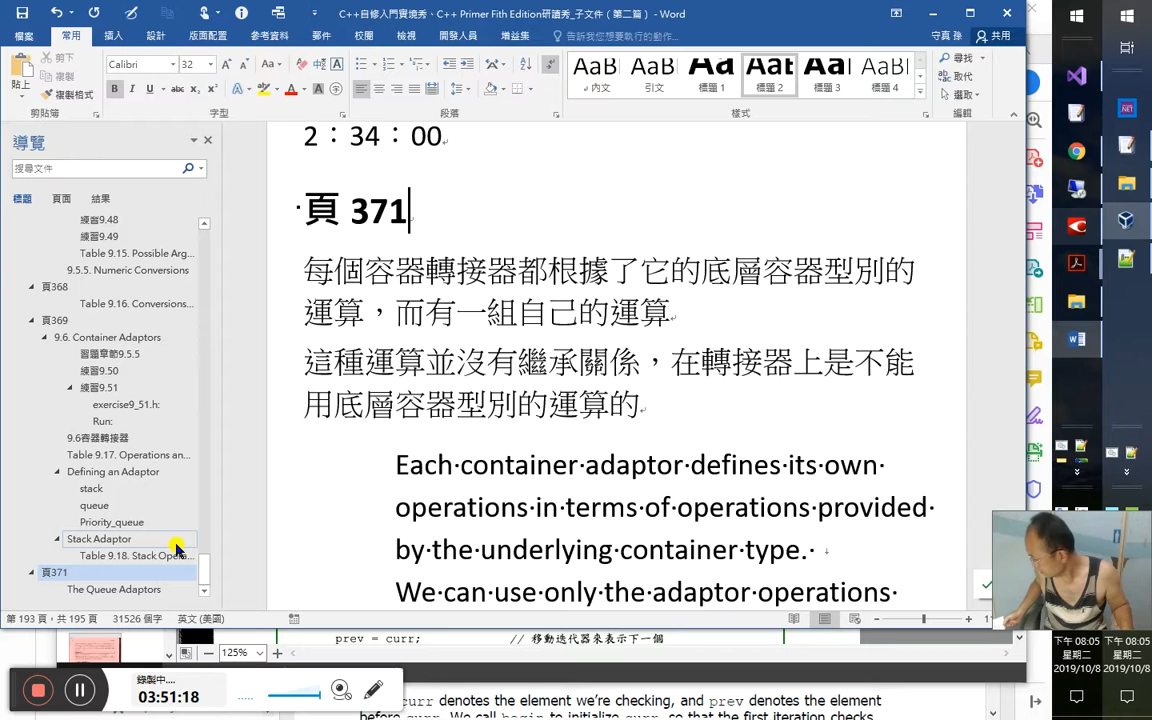 C++自修入門實境秀、C++ Primer Fith Edition研讀秀_子文件（第二篇）- Word
檔案 常用 插入 設計 版面配置 參考資料 郵件 校閱 檢視 開發人員 增益集 告訴我您想要執行的動作... 守真 孫 共用
貼上 剪下 複製 複製格式 剪貼簿
Calibri 32 字型
段落
AaB AaB Aa Aab Aal AaBl
內文 引文 標題 1 標題 2 標題 3 標題 4
樣式
尋找 取代 選取 編輯
導覽
搜尋文件
標題 頁面 結果
練習9.48
練習9.49
Table 9.15. Possible Arg...
9.5.5. Numeric Conversions
頁368
Table 9.16. Conversions...
頁369
9.6. Container Adaptors
習題章節9.5.5
練習9.50
練習9.51
exercise9_51.h:
Run:
9.6容器轉接器
Table 9.17. Operations an...
Defining an Adaptor
stack
queue
Priority_queue
Stack Adaptor
Table 9.18. Stack Opera...
頁371
The Queue Adaptors
2：34：00
頁 371
每個容器轉接器都根據了它的底層容器型別的
運算，而有一組自己的運算
這種運算並沒有繼承關係，在轉接器上是不能
用底層容器型別的運算的
Each container adaptor defines its own
operations in terms of operations provided
by the underlying container type.
We can use only the adaptor operations
第 193 頁，共 195 頁 31526 個字 英文 (美國)
prev = curr; // 移動迭代器來表示下一個
125%
錄製中....
03:51:18
curr denotes the element we're checking, and prev denotes the element
before curr. We call begin to initialize curr, so that the first iteration checks
下午 08:05
星期二
2019/10/8
下午 08:05
星期二
2019/10/8